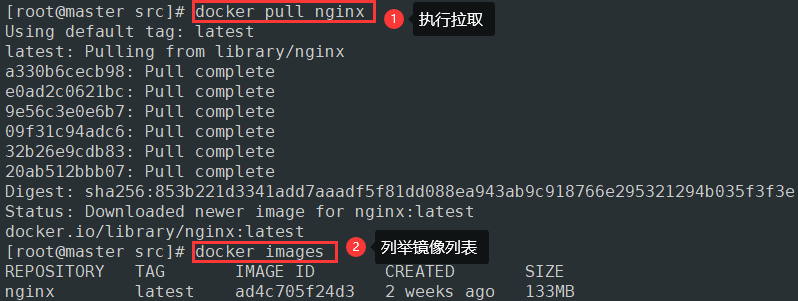 [root@master src]# docker pull nginx 1 执行拉取
Using default tag: latest
latest: Pulling from library/nginx
a330b6cecb98: Pull complete
e0ad2c0621bc: Pull complete
9e56c3e0e6b7: Pull complete
09f31c94adc6: Pull complete
32b26e9cdb83: Pull complete
20ab512bbb07: Pull complete
Digest: sha256:853b221d3341add7aaadf5f81dd088ea943ab9c918766e295321294b035f3f3e
Status: Downloaded newer image for nginx:latest
docker.io/library/nginx:latest
[root@master src]# docker images 2 列举镜像列表
REPOSITORY TAG IMAGE ID CREATED SIZE
nginx latest ad4c705f24d3 2 weeks ago 133MB